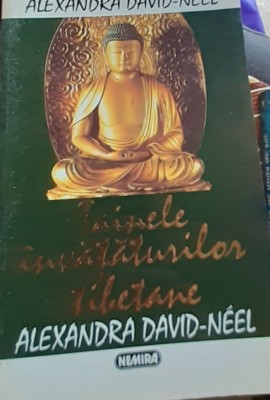 ALEXANDRA DAVID-NÉEL
Tainele
învățăturilor
tibetane
ALEXANDRA DAVID-NÉEL
NEMIRA